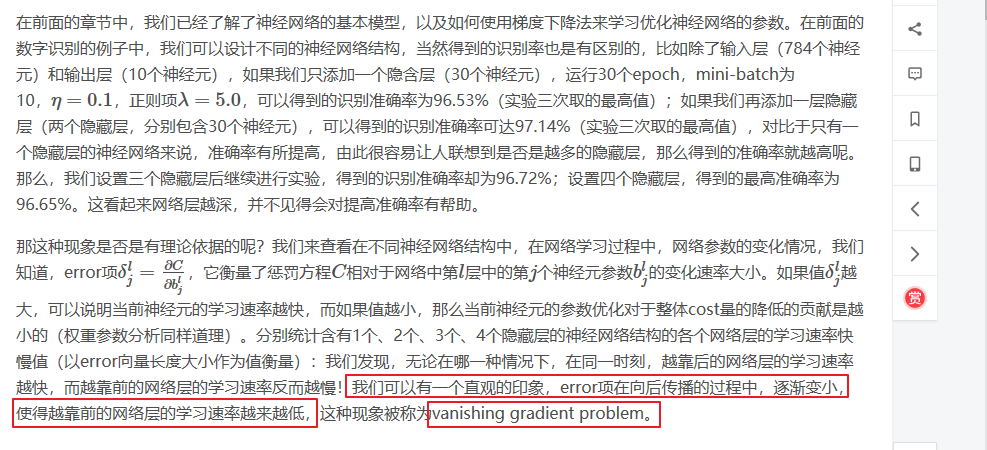 在前面的章节中，我们已经了解了神经网络的基本模型，以及如何使用梯度下降法来学习优化神经网络的参数。在前面的
数字识别的例子中，我们可以设计不同的神经网络结构，当然得到的识别率也是有区别的，比如除了输入层（784个神经
元）和输出层（10个神经元），如果我们只添加一个隐含层（30个神经元），运行30个epoch，mini-batch为
10，η = 0.1，正则项λ = 5.0，可以得到的识别准确率为96.53%（实验三次取的最高值）；如果我们再添加一层隐藏
层（两个隐藏层，分别包含30个神经元），可以得到的识别准确率可达97.14%（实验三次取的最高值），对比于只有一
个隐藏层的神经网络来说，准确率有所提高，由此很容易让人联想到是否是越多的隐藏层，那么得到的准确率就越高呢。
那么，我们设置三个隐藏层后继续进行实验，得到的识别准确率却为96.72%；设置四个隐藏层，得到的最高准确率为
96.65%。这看起来网络层越深，并不见得会对提高准确率有帮助。
那这种现象是否是有理论依据的呢？我们来查看在不同神经网络结构中，在网络学习过程中，网络参数的变化情况，我们
知道，error项δ_j^l = ∂C/∂b_j^l，它衡量了惩罚方程C相对于网络中第l层中的第j个神经元参数b_j^l的变化速率大小。如果值δ_j^l越
大，可以说明当前神经元的学习速率越快，而如果值越小，那么当前神经元的参数优化对于整体cost量的降低的贡献是越
小的（权重参数分析同样道理）。分别统计含有1个、2个、3个、4个隐藏层的神经网络结构的各个网络层的学习速率快
慢值（以error向量长度大小作为值衡量）：我们发现，无论在哪一种情况下，在同一时刻，越靠后的网络层的学习速率
越快，而越靠前的网络层的学习速率反而越慢！我们可以有一个直观的印象，error项在向后传播的过程中，逐渐变小，
使得越靠前的网络层的学习速率越来越低，这种现象被称为vanishing gradient problem。
赏